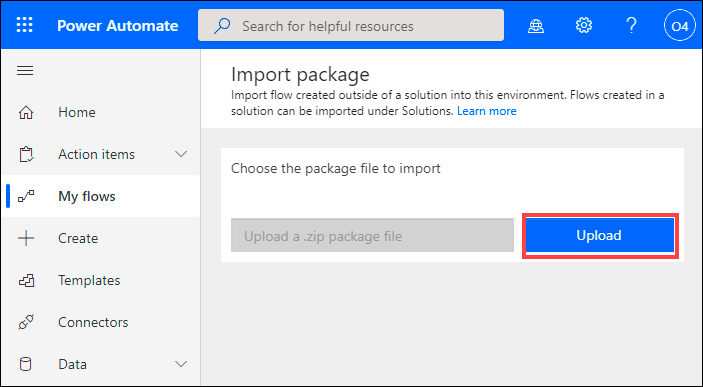 Power Automate
Search for helpful resources
?
O4
Import package
Import flow created outside of a solution into this environment. Flows created in a
solution can be imported under Solutions. Learn more
Home
Action items
My flows
Create
Templates
Connectors
Data
Choose the package file to import
Upload a .zip package file
Upload